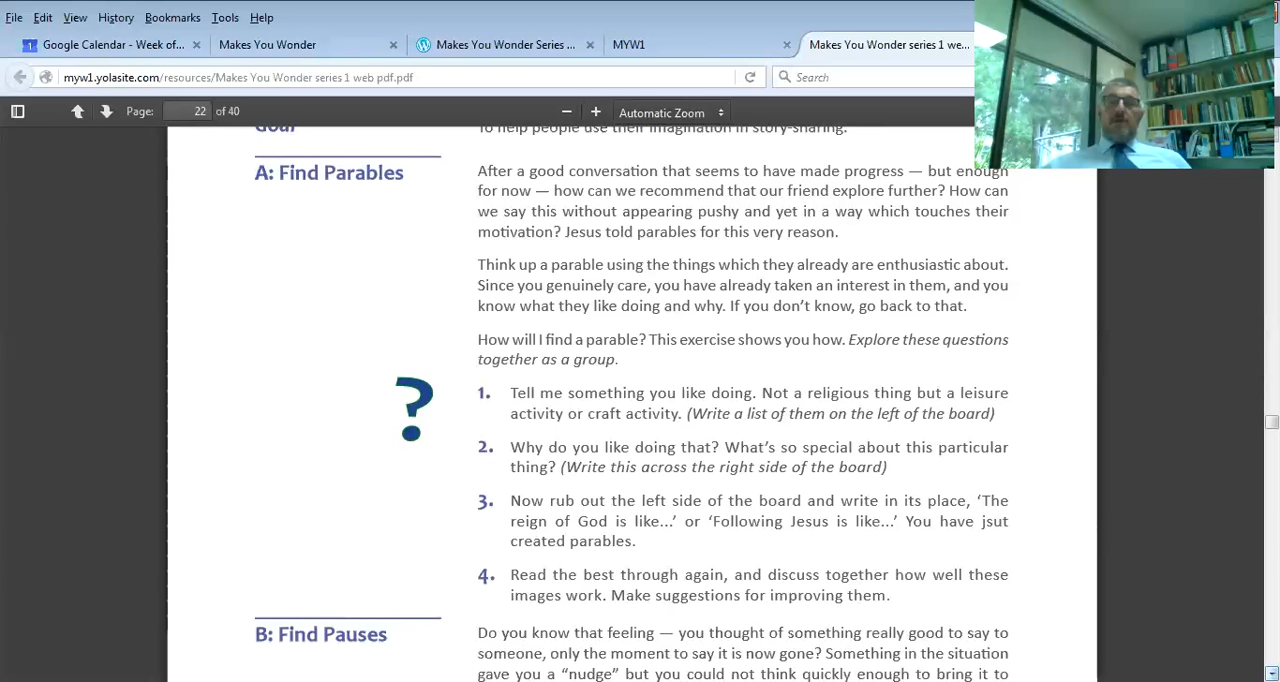 File Edit View History Bookmarks Tools Help
1 Google Calendar - Week of... × Makes You Wonder × Makes You Wonder Series ... × MYW1 × Makes You Wonder series 1 we...
myw1.yolasite.com/resources/Makes You Wonder series 1 web pdf.pdf Search
Page: 22 of 40 Automatic Zoom
Goal To help people use their imagination in story-sharing.
A: Find Parables
After a good conversation that seems to have made progress — but enough
for now — how can we recommend that our friend explore further? How can
we say this without appearing pushy and yet in a way which touches their
motivation? Jesus told parables for this very reason.
Think up a parable using the things which they already are enthusiastic about.
Since you genuinely care, you have already taken an interest in them, and you
know what they like doing and why. If you don’t know, go back to that.
How will I find a parable? This exercise shows you how. Explore these questions
together as a group.
?
1. Tell me something you like doing. Not a religious thing but a leisure
activity or craft activity. (Write a list of them on the left of the board)
2. Why do you like doing that? What’s so special about this particular
thing? (Write this across the right side of the board)
3. Now rub out the left side of the board and write in its place, ‘The
reign of God is like...’ or ‘Following Jesus is like...’ You have jsut
created parables.
4. Read the best through again, and discuss together how well these
images work. Make suggestions for improving them.
B: Find Pauses
Do you know that feeling — you thought of something really good to say to
someone, only the moment to say it is now gone? Something in the situation
gave you a “nudge” but you could not think quickly enough to bring it to